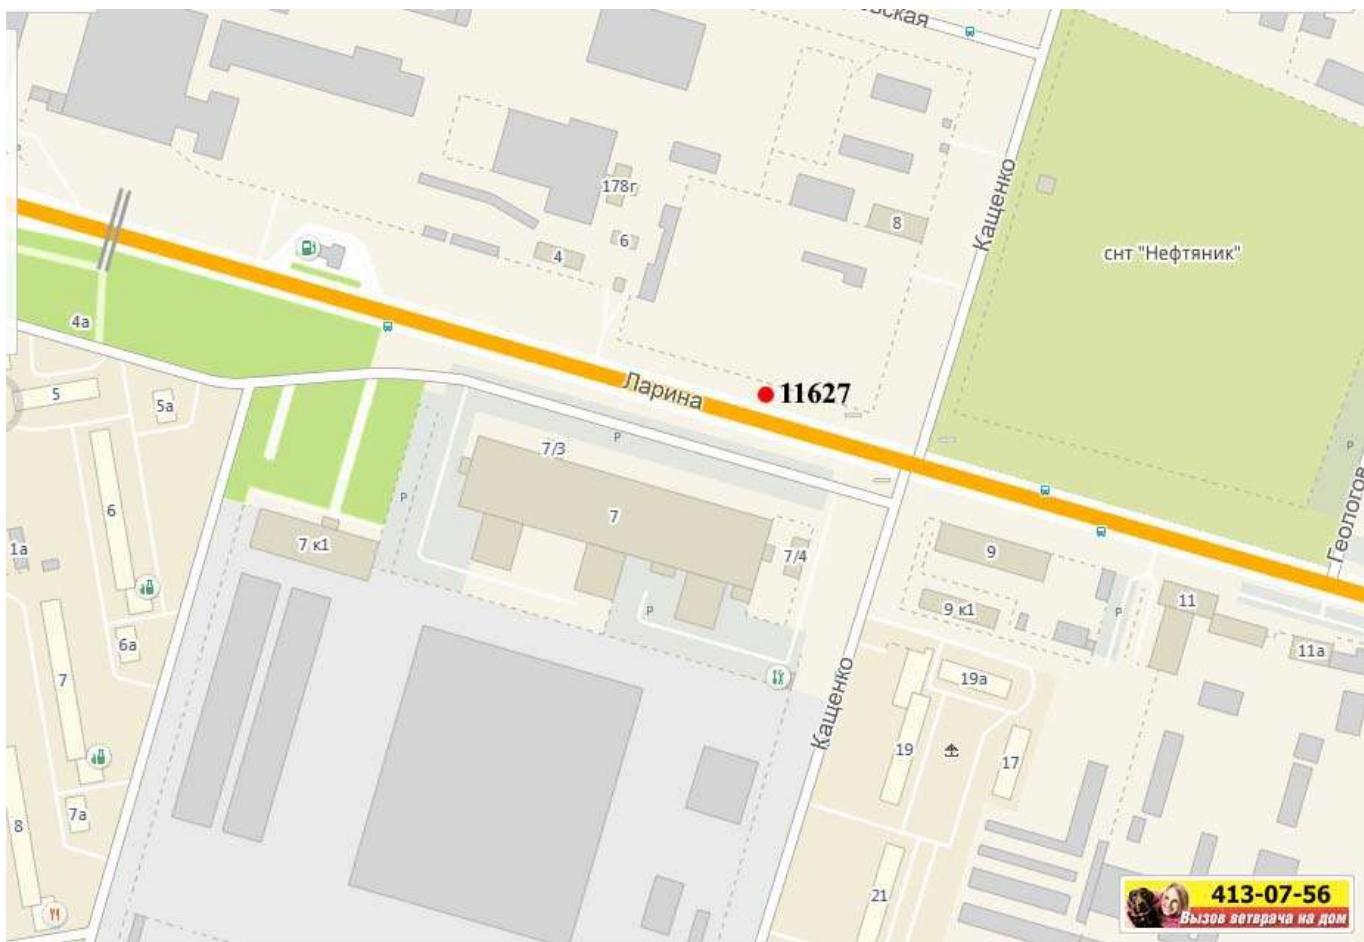 Кащенко
178г
8
6
4
снт "Нефтяник"
4а
5
5а
Ларина
11627
7/3
P
P
P
6
7
7 к1
7/4
1а
9
Геологов
9 к1
P
P
11
6а
11а
7
19а
Кащенко
19
17
7а
8
21
413-07-56
Вызов ветврача на дом